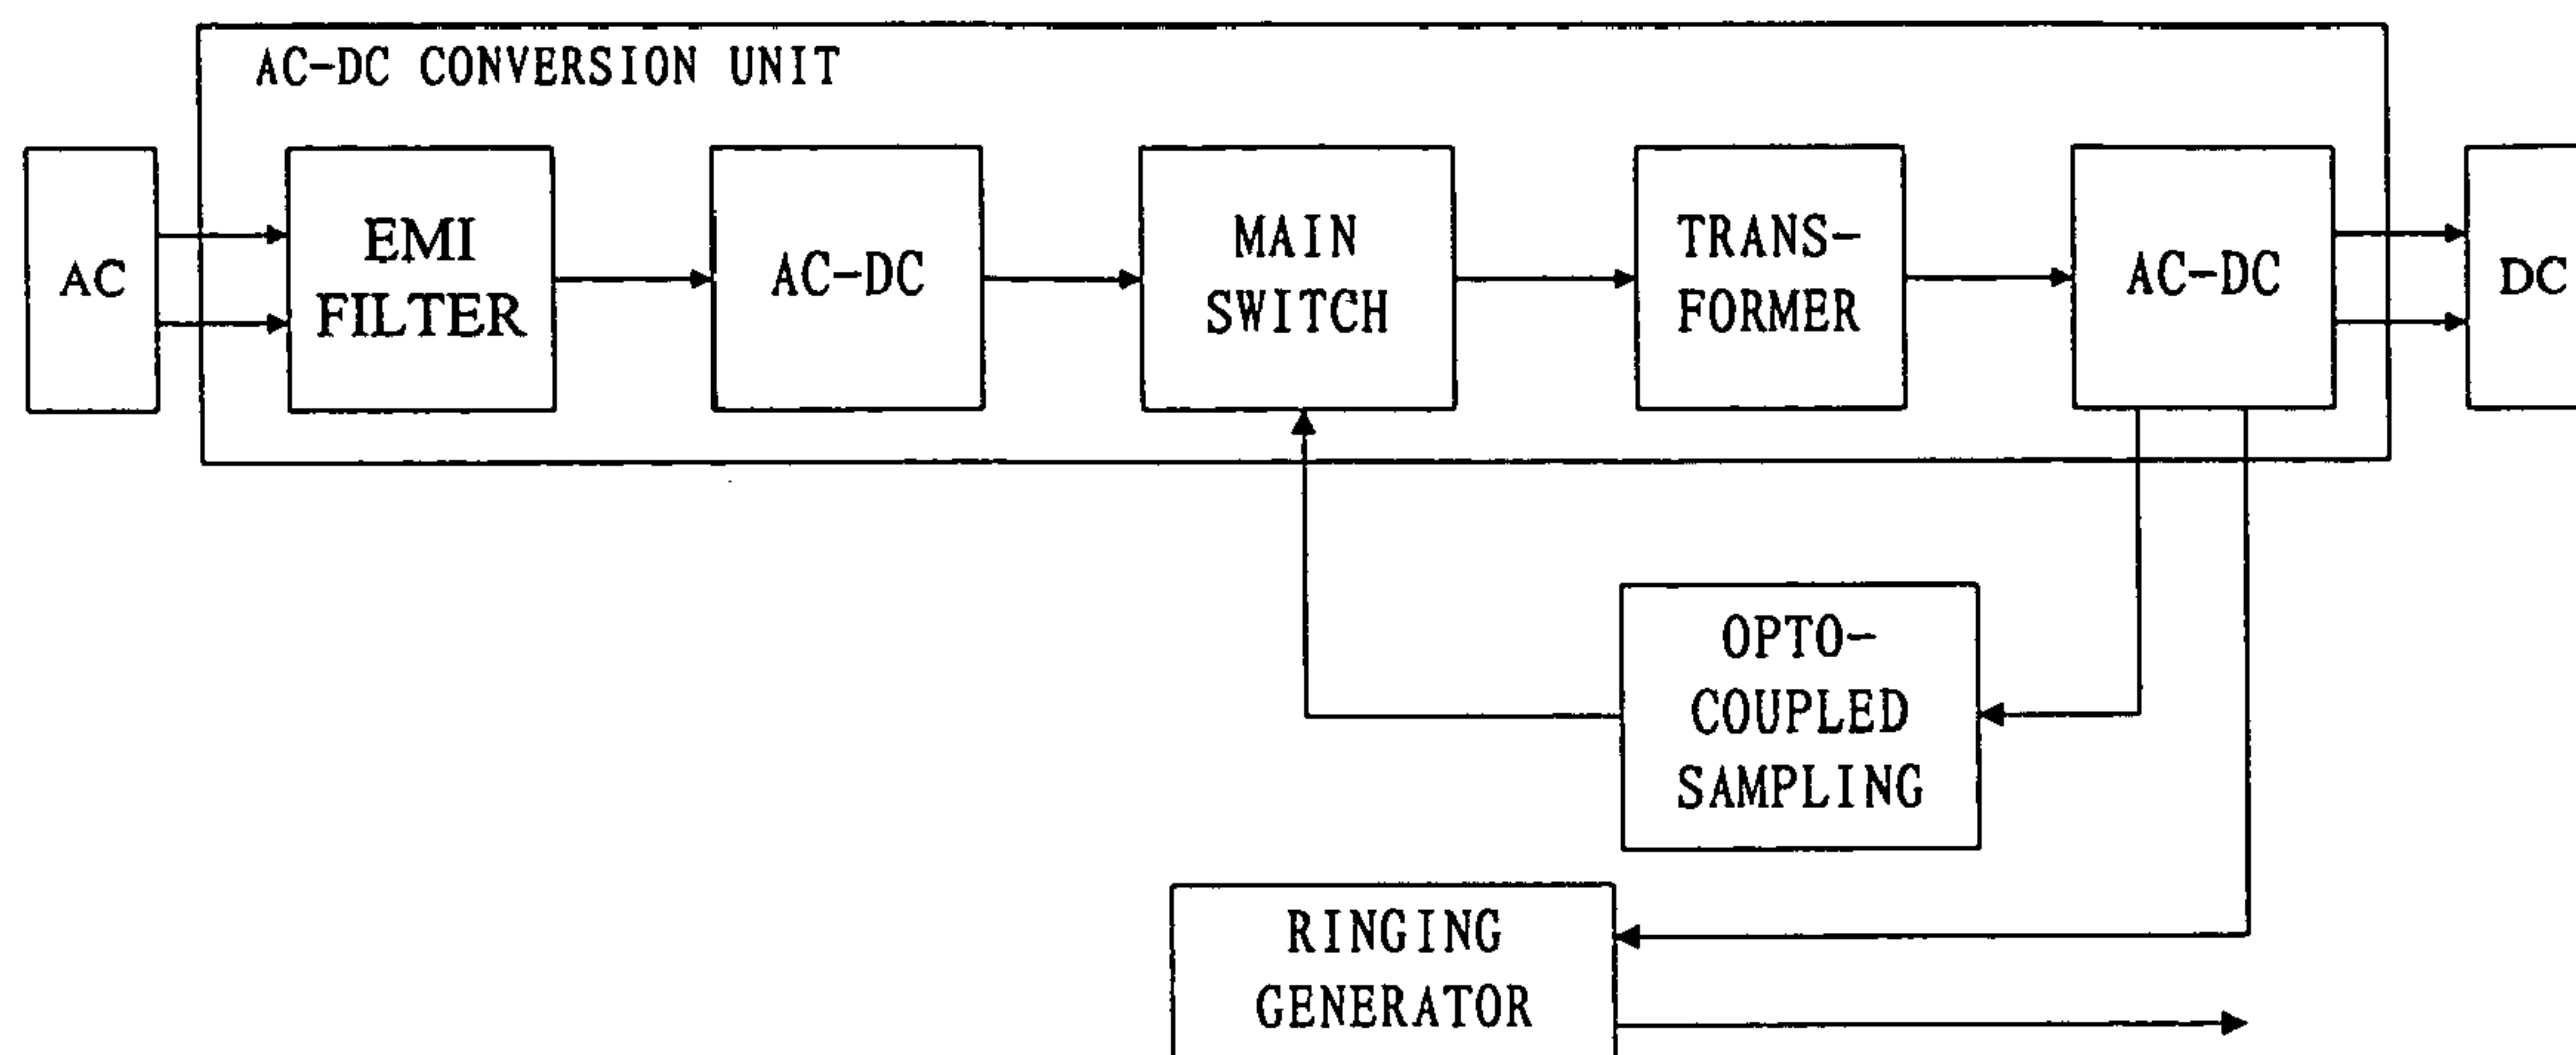 AC-DC CONVERSION UNIT
AC
EMI
FILTER
AC-DC
MAIN
SWITCH
TRANS-
FORMER
AC-DC
DC
OPTO-
COUPLED
SAMPLING
RINGING
GENERATOR